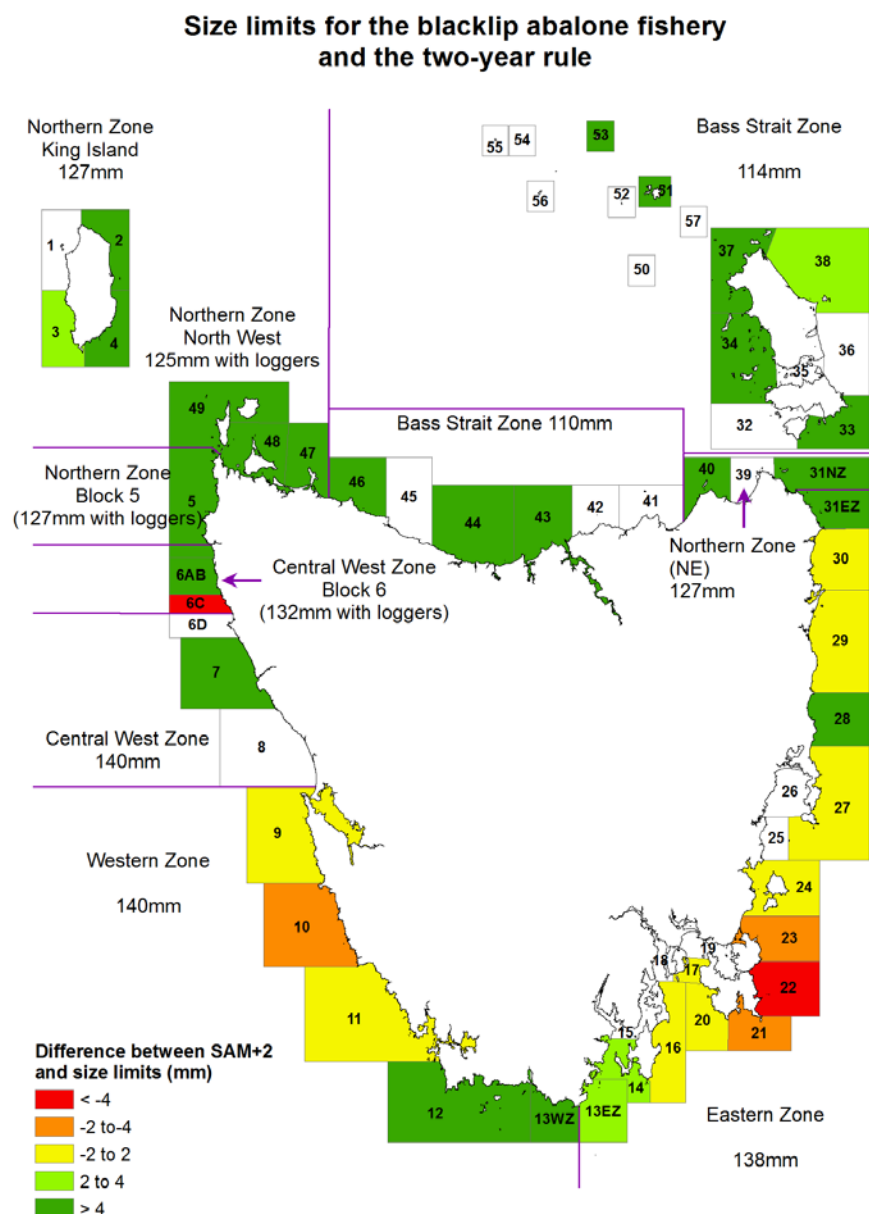 Size limits for the blacklip abalone fishery
and the two-year rule
Northern Zone
King Island
127mm
Bass Strait Zone
114mm
55
54
53
56
52
51
57
50
1
2
3
4
37
38
34
35
36
32
33
Northern Zone
North West
125mm with loggers
49
48
47
Bass Strait Zone 110mm
46
45
44
43
42
41
40
39
31NZ
31EZ
Northern Zone
Block 5
(127mm with loggers)
5
Northern Zone
(NE)
127mm
6AB
6C
6D
Central West Zone
Block 6
(132mm with loggers)
30
29
28
27
7
8
Central West Zone
140mm
26
25
9
Western Zone
140mm
24
10
23
19
18
17
22
11
15
16
20
21
14
12
13WZ
13EZ
Eastern Zone
138mm
Difference between SAM+2
and size limits (mm)
< -4
-2 to-4
-2 to 2
2 to 4
> 4